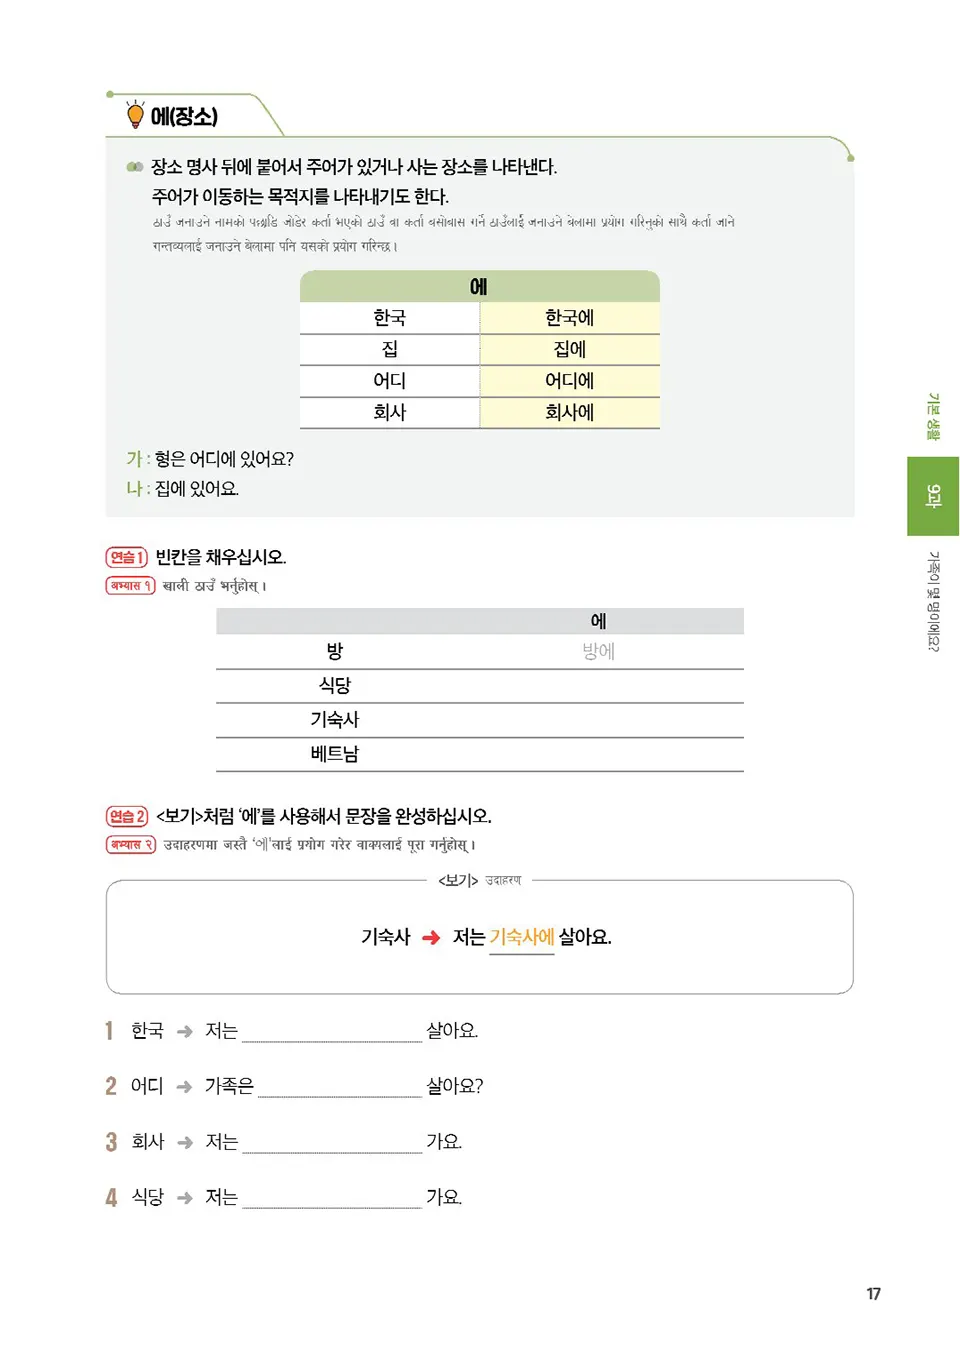 에(장소)
장소 명사 뒤에 붙어서 주어가 있거나 사는 장소를 나타낸다.
주어가 이동하는 목적지를 나타내기도 한다.
ठाउँ जनाउने नामको पछाडि जोडेर कर्ता भएको ठाउँ वा कर्ता बसोबास गर्ने ठाउँलाई जनाउने बेलामा प्रयोग गरिनुको साथै कर्ता जाने
गन्तव्यलाई जनाउने बेलामा पनि यसको प्रयोग गरिन्छ ।
에
한국 한국에
집 집에
어디 어디에
회사 회사에
가 : 형은 어디에 있어요?
나 : 집에 있어요.
연습 1 빈칸을 채우십시오.
अभ्यास १ खाली ठाउँ भर्नुहोस् ।
에
방 방에
식당
기숙사
베트남
연습 2 <보기>처럼 ‘에’를 사용해서 문장을 완성하십시오.
अभ्यास २ उदाहरणमा जस्तै ‘에’लाई प्रयोग गरेर वाक्यलाई पूरा गर्नुहोस् ।
<보기> उदाहरण
기숙사 ➜ 저는 기숙사에 살아요.
1 한국 ➜ 저는 살아요.
2 어디 ➜ 가족은 살아요?
3 회사 ➜ 저는 가요.
4 식당 ➜ 저는 가요.
기본 생활
9과
가족이 몇 명이에요?
17